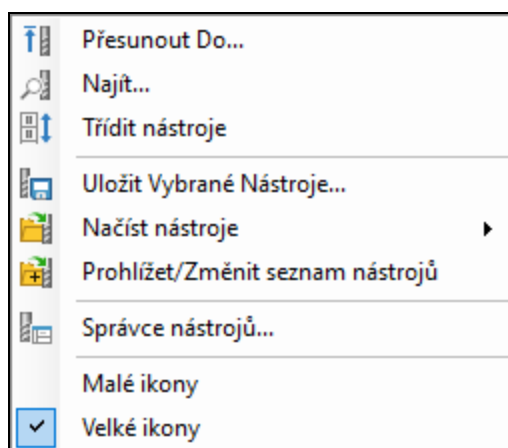 Přesunout Do...
Najít...
Třídit nástroje
Uložit Vybrané Nástroje...
Načíst nástroje
Prohlížet/Změnit seznam nástrojů
Správce nástrojů...
Malé ikony
Velké ikony